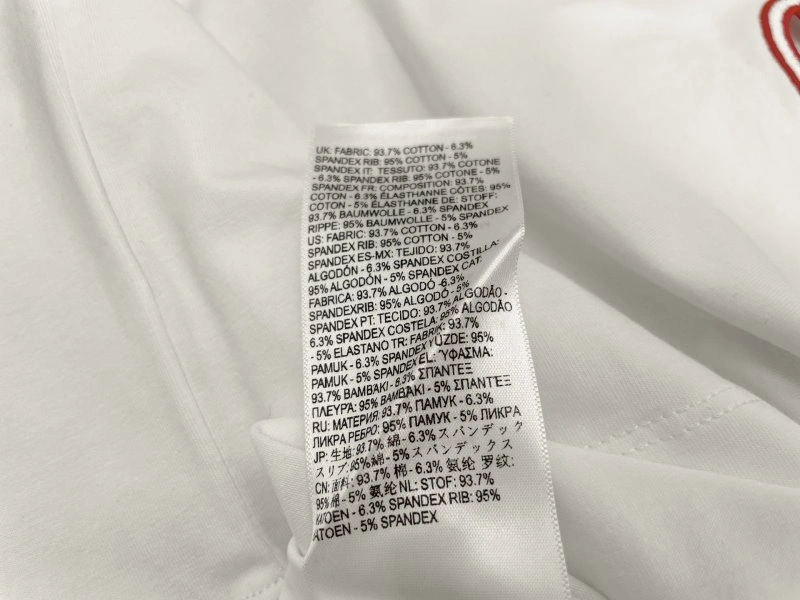 UK: FABRIC: 93.7% COTTON - 6.3%
SPANDEX RIB: 95% COTTON - 5%
SPANDEX IT: TESSUTO: 93.7% COTONE
- 6.3% SPANDEX RIB: 95% COTONE - 5%
SPANDEX FR: COMPOSITION: 93.7%
COTON - 6.3% ÉLASTHANNE CÔTES: 95%
COTON - 5% ÉLASTHANNE DE: STOFF:
93.7% BAUMWOLLE - 6.3% SPANDEX
RIPPE: 95% BAUMWOLLE - 5% SPANDEX
US: FABRIC: 93.7% COTTON - 6.3%
SPANDEX RIB: 95% COTTON - 5%
SPANDEX ES-MX: TEJIDO: 93.7%
ALGODÓN - 6.3% SPANDEX COSTILLA:
95% ALGODÓN - 5% SPANDEX CAT:
FABRICA: 93.7% ALGODÓ -6.3%
SPANDEXRIB: 95% ALGODÓ - 5%
SPANDEX PT: TECIDO: 93.7% ALGODÃO -
6.3% SPANDEX COSTELA: 95% ALGODÃO
- 5% ELASTANO TR: FABRIK: 93.7%
PAMUK - 6.3% SPANDEX YÜZDE: 95%
PAMUK - 5% SPANDEX EL: ΎΦΑΣΜΑ:
93.7% ΒΑΜΒΆΚΙ - 6.3% ΣΠΑΝΤΈΞ
ΠΛΕΥΡΆ: 95% ΒΑΜΒΆΚΙ - 5% ΣΠΑΝΤΈΞ
RU: МАТЕРИЯ: 93.7% ПАМУК - 6.3%
ЛИКРА РЕБРО: 95% ПАМУК - 5% ЛИКРА
JP: 生地: 93.7% 綿 - 6.3% スパンデック
スリブ: 95% 綿 - 5% スパンデックス
CN: 面料: 93.7% 棉 - 6.3% 氨纶 罗纹:
95% 棉 - 5% 氨纶 NL: STOF: 93.7%
KATOEN - 6.3% SPANDEX RIB: 95%
ATOEN - 5% SPANDEX